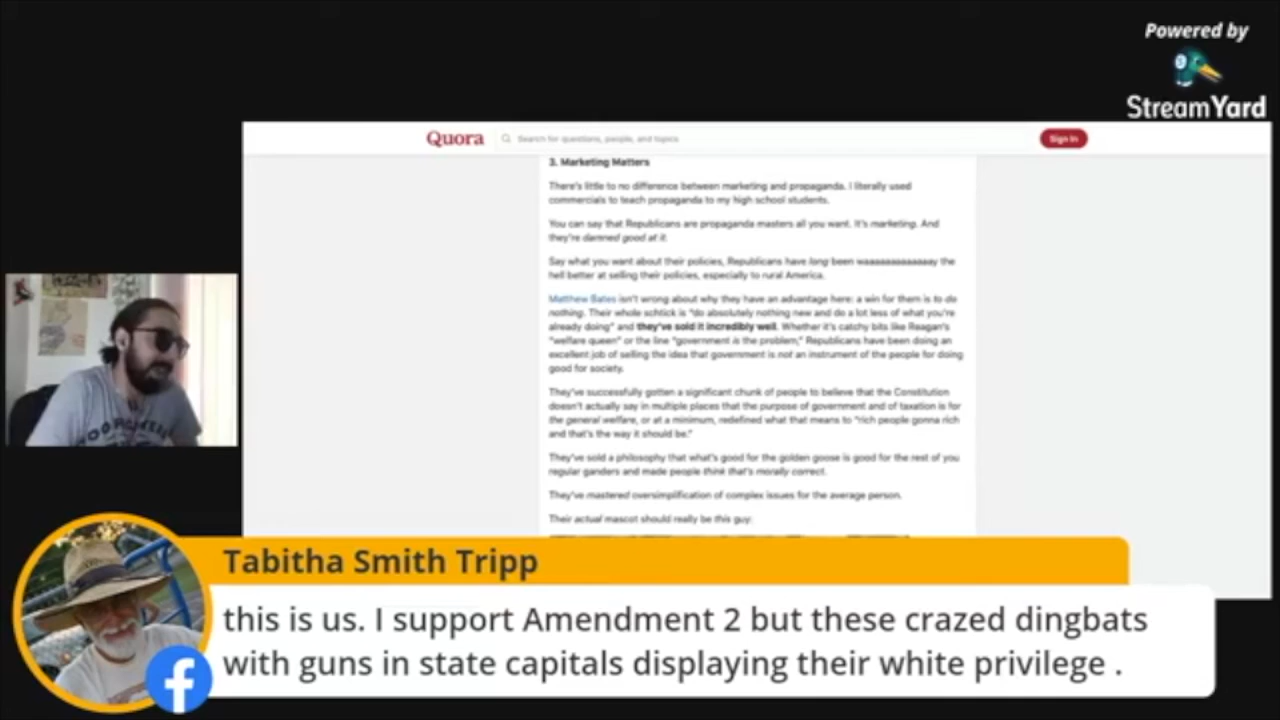 Powered by
StreamYard
Quora
Search for questions, people, and topics
Sign In
3. Marketing Matters
There's little to no difference between marketing and propaganda. I literally used
commercials to teach propaganda to my high school students.
You can say that Republicans are propaganda masters all you want. It's marketing. And
they're damned good at it.
Say what you want about their policies, Republicans have long been waaaaaaaaaaaaay the
hell better at selling their policies, especially to rural America.
Matthew Bates isn't wrong about why they have an advantage here: a win for them is to do
nothing. Their whole schtick is "do absolutely nothing new and do a lot less of what you're
already doing" and they've sold it incredibly well. Whether it's catchy bits like Reagan's
"welfare queen" or the line "government is the problem," Republicans have been doing an
excellent job of selling the idea that government is not an instrument of the people for doing
good for society.
They've successfully gotten a significant chunk of people to believe that the Constitution
doesn't actually say in multiple places that the purpose of government and of taxation is for
the general welfare, or at a minimum, redefined what that means to "rich people gonna rich
and that's the way it should be."
They've sold a philosophy that what's good for the golden goose is good for the rest of you
regular ganders and made people think that's morally correct.
They've mastered oversimplification of complex issues for the average person.
Their actual mascot should really be this guy:
Tabitha Smith Tripp
this is us. I support Amendment 2 but these crazed dingbats
with guns in state capitals displaying their white privilege .